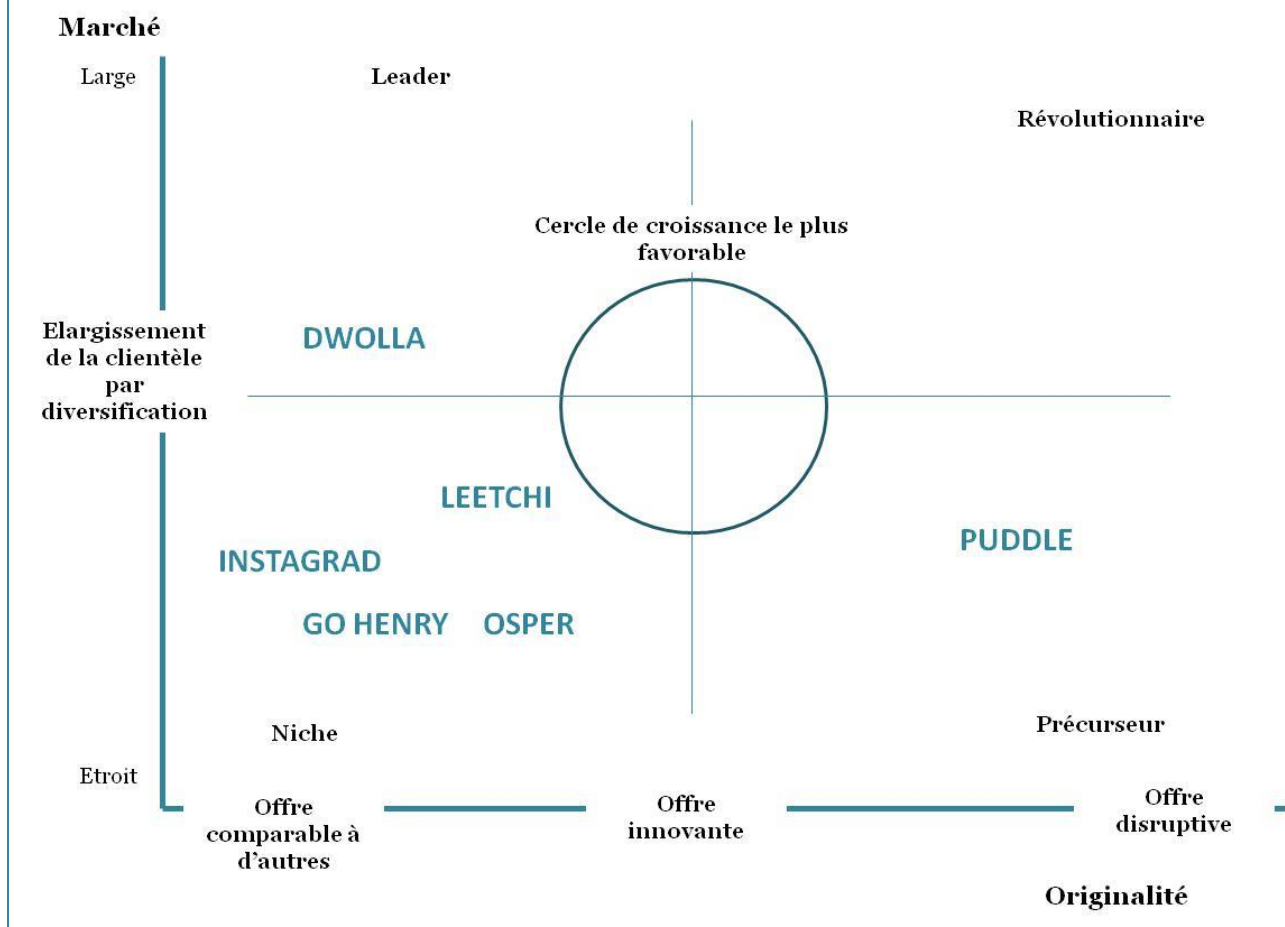 Marché
Large
Leader
Révolutionnaire
Cercle de croissance le plus
favorable
Elargissement
de la clientèle
par
diversification
DWOLLA
LEETCHI
PUDDLE
INSTAGRAD
GO HENRY OSPER
Niche
Précurseur
Etroit
Offre
comparable à
d'autres
Offre
innovante
Offre
disruptive
Originalité